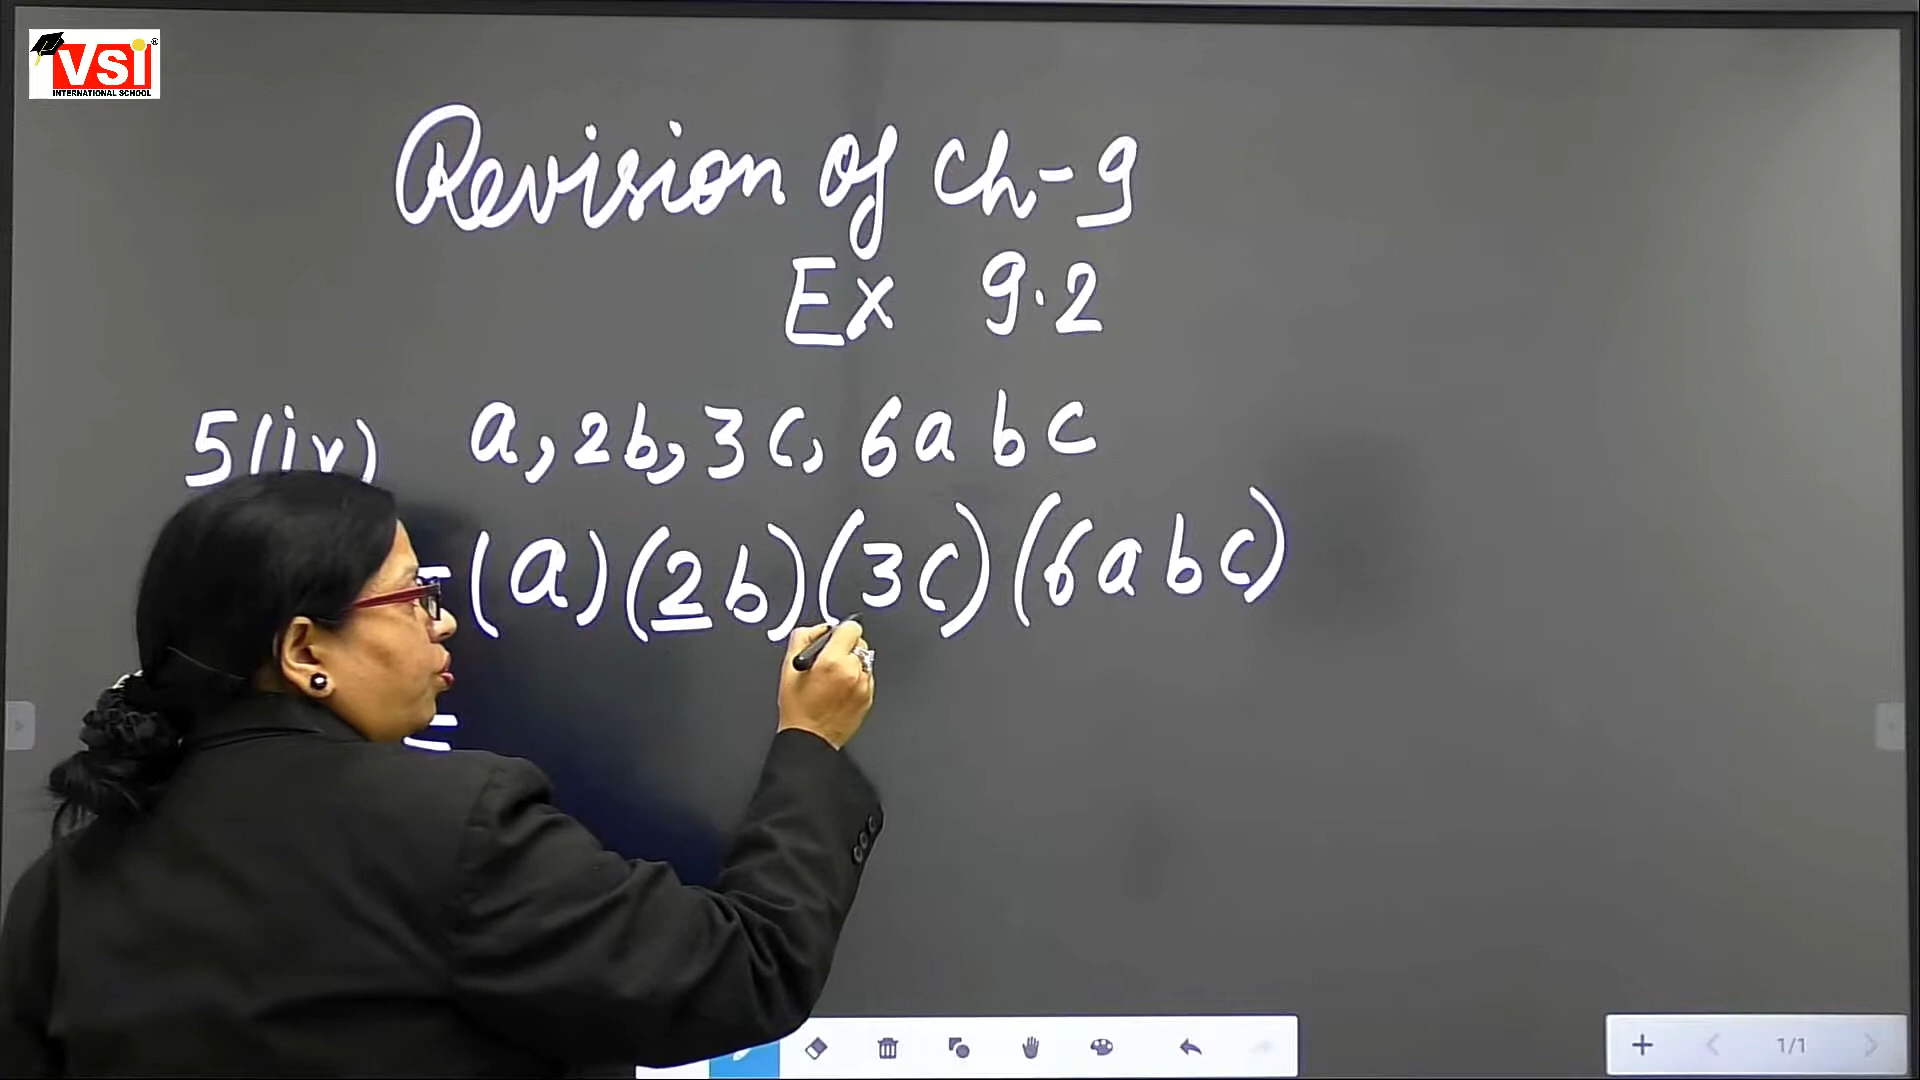 VSI
INTERNATIONAL SCHOOL
Revision of Ch-9
Ex 9.2
5(iv) a, 2b, 3c, 6abc
= (a)(2b)(3c)(6abc)
=
1/1